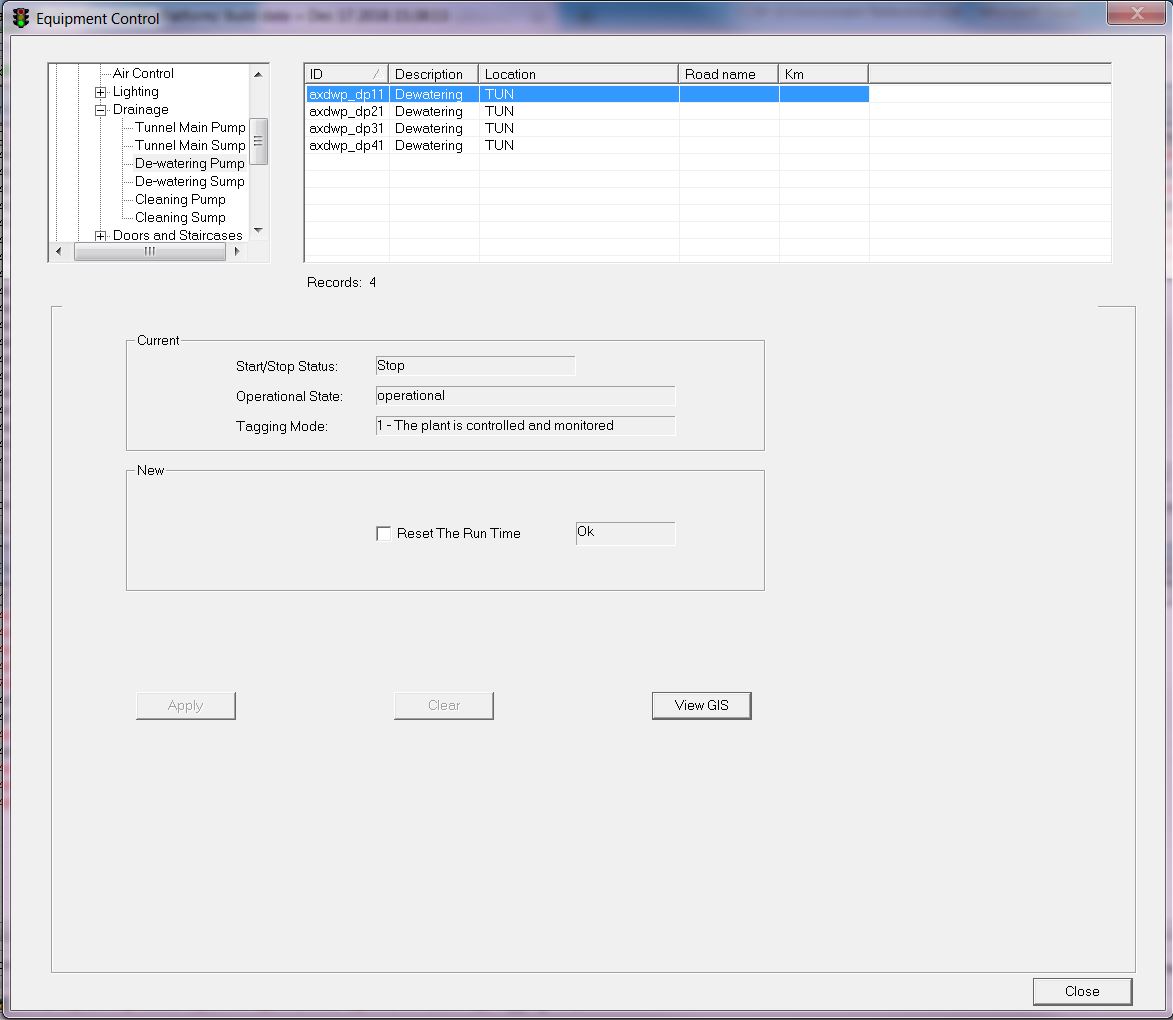 Equipment Control
Air Control
Lighting
Drainage
Tunnel Main Pump
Tunnel Main Sump
De-watering Pump
De-watering Sump
Cleaning Pump
Cleaning Sump
Doors and Staircases
ID Description Location Road name Km
axdwp_dp11 Dewatering TUN
axdwp_dp21 Dewatering TUN
axdwp_dp31 Dewatering TUN
axdwp_dp41 Dewatering TUN
Records: 4
Current
Start/Stop Status: Stop
Operational State: operational
Tagging Mode: 1 - The plant is controlled and monitored
New
Reset The Run Time Ok
Apply Clear View GIS
Close